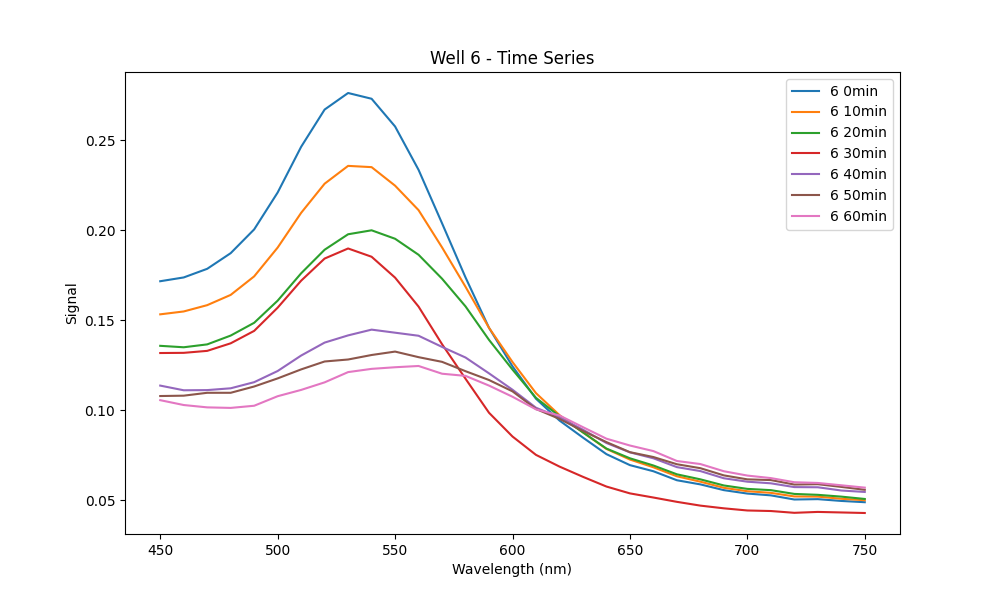 Well 6 - Time Series
Signal
0.25
0.20
0.15
0.10
0.05
6 0min
6 10min
6 20min
6 30min
6 40min
6 50min
6 60min
450 500 550 600 650 700 750
Wavelength (nm)